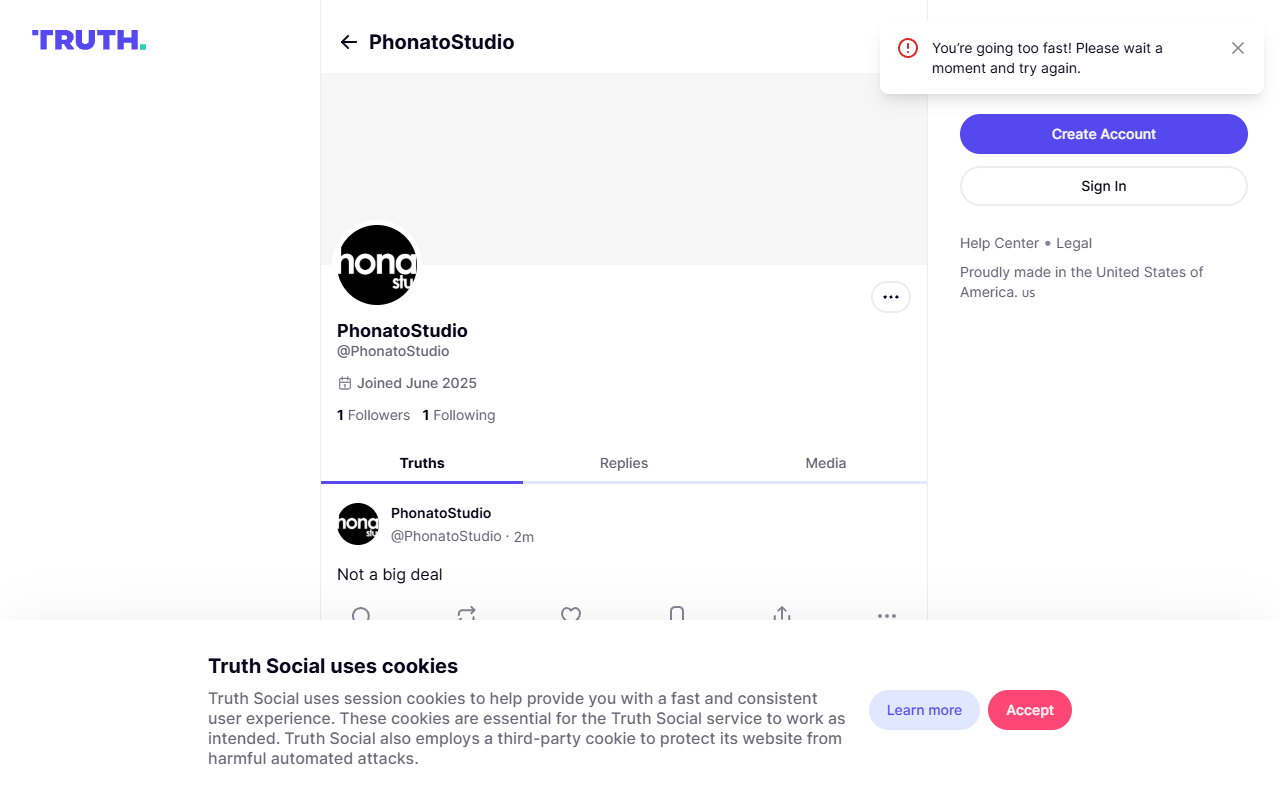 TRUTH.
PhonatoStudio
You’re going too fast! Please wait a
moment and try again.
Create Account
Sign In
Help Center • Legal
Proudly made in the United States of
America. US
PhonatoStudio
@PhonatoStudio
Joined June 2025
1 Followers 1 Following
Truths Replies Media
PhonatoStudio
@PhonatoStudio · 2m
Not a big deal
Truth Social uses cookies
Truth Social uses session cookies to help provide you with a fast and consistent
user experience. These cookies are essential for the Truth Social service to work as
intended. Truth Social also employs a third-party cookie to protect its website from
harmful automated attacks.
Learn more Accept